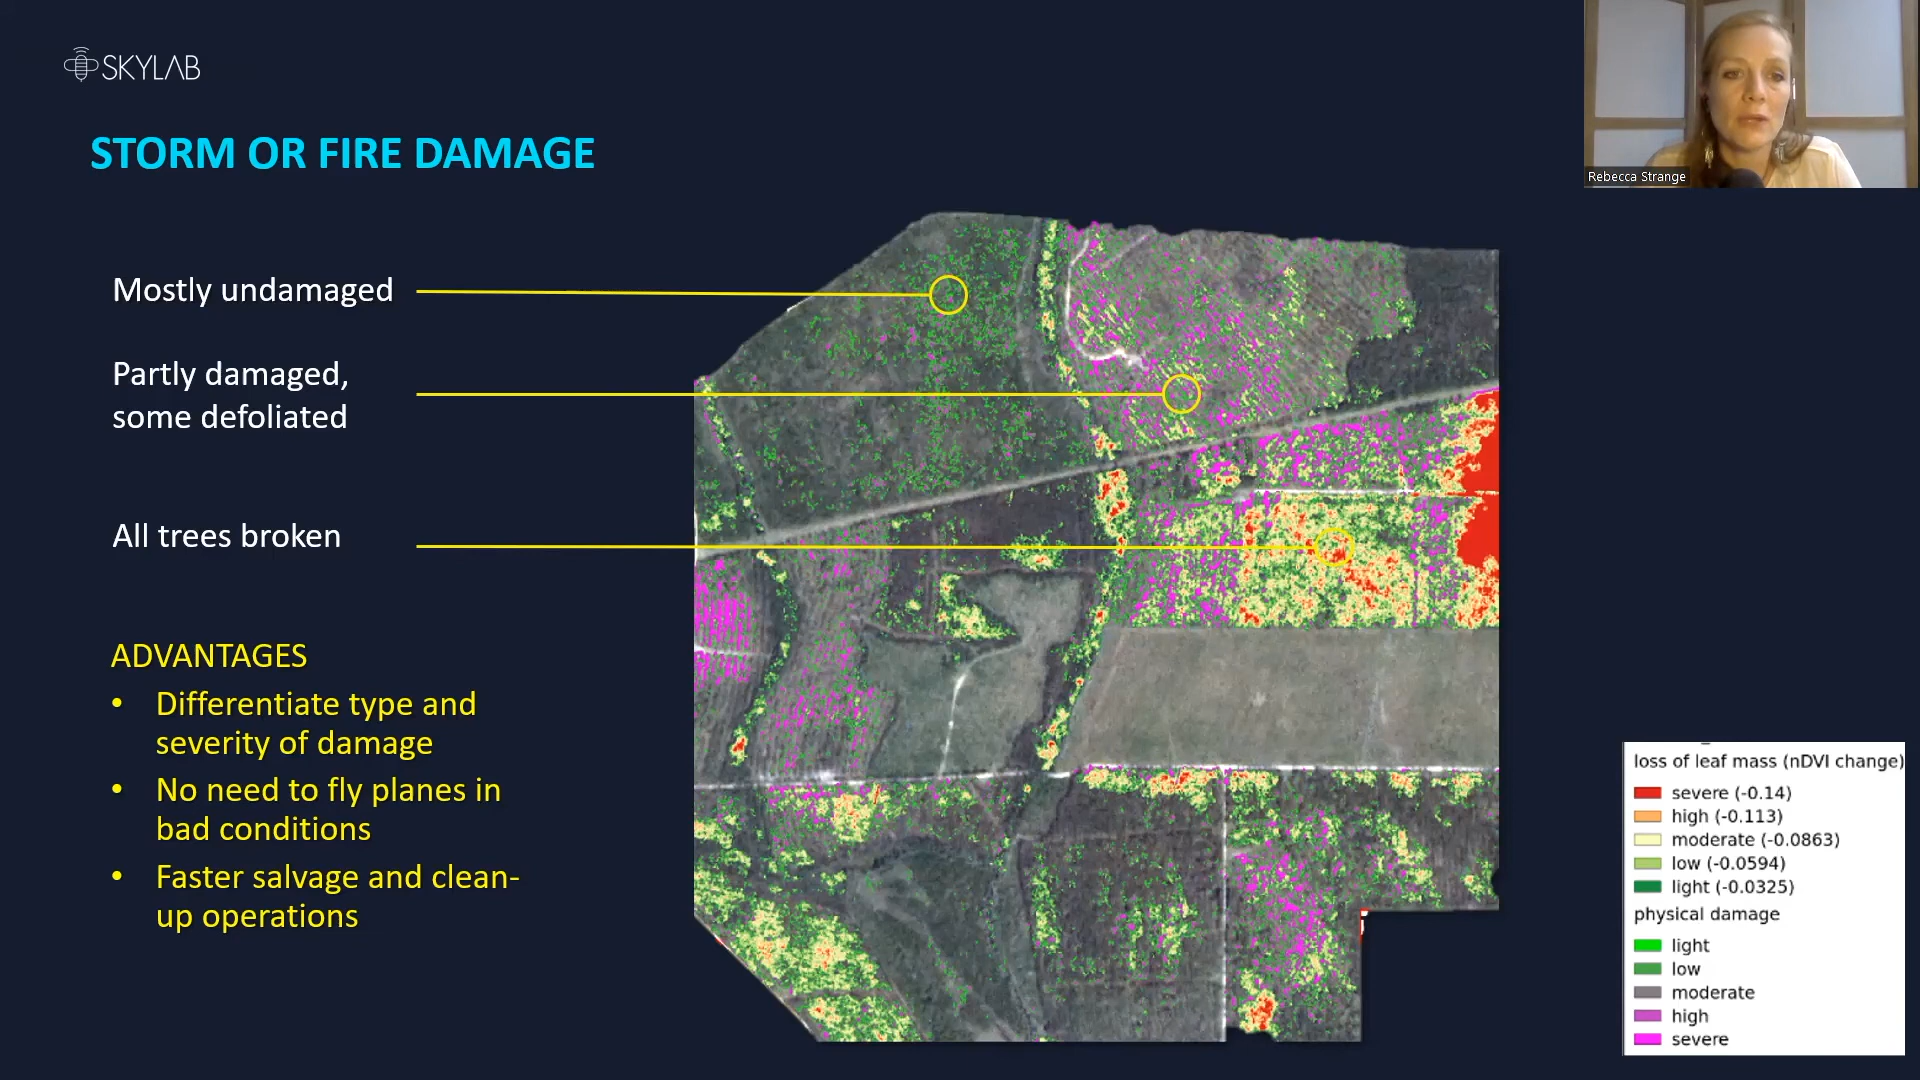 SKYLAB
Rebecca Strange
STORM OR FIRE DAMAGE
Mostly undamaged
Partly damaged,
some defoliated
All trees broken
ADVANTAGES
• Differentiate type and
severity of damage
• No need to fly planes in
bad conditions
• Faster salvage and clean-
up operations
loss of leaf mass (nDVI change)
severe (-0.14)
high (-0.113)
moderate (-0.0863)
low (-0.0594)
light (-0.0325)
physical damage
light
low
moderate
high
severe